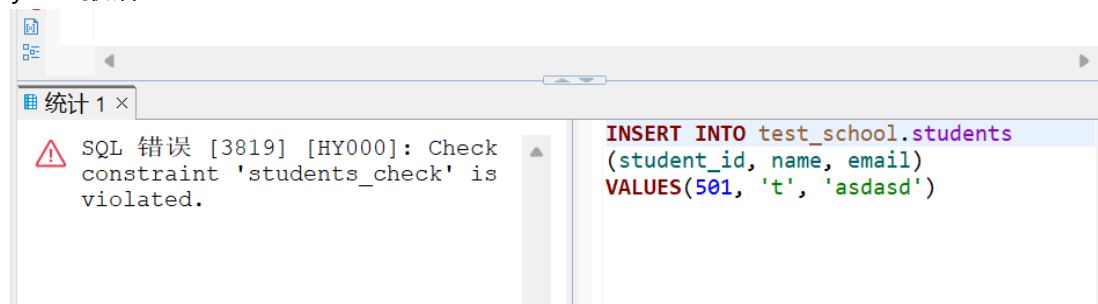 统计 1 ×
SQL 错误 [3819] [HY000]: Check
constraint 'students_check' is
violated.
INSERT INTO test_school.students
(student_id, name, email)
VALUES(501, 't', 'asdasd')